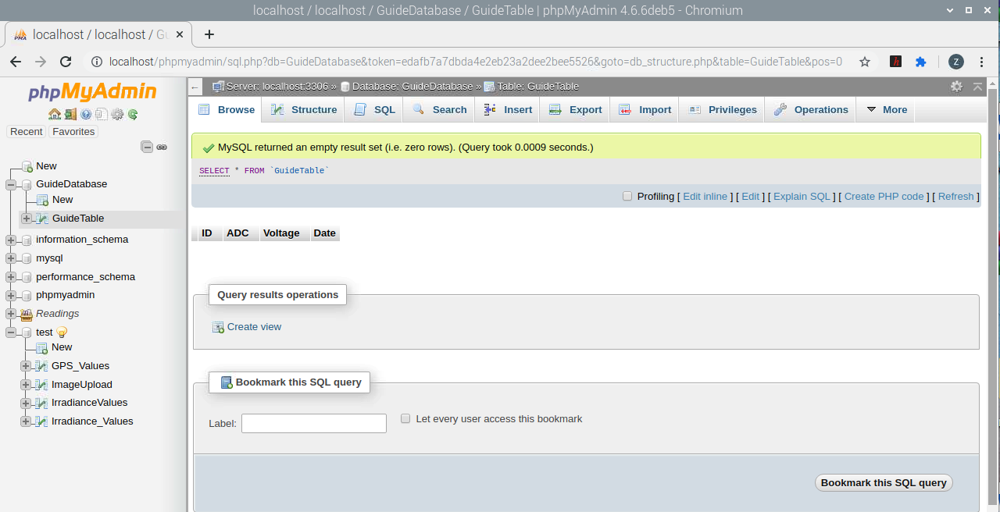 localhost / localhost / GuideDatabase / GuideTable | phpMyAdmin 4.6.6deb5 - Chromium
localhost / localhost / Gu
localhost/phpmyadmin/sql.php?db=GuideDatabase&token=edafb7a7dbda4e2eb23a2dee2bee5526&goto=db_structure.php&table=GuideTable&pos=0
Z
phpMyAdmin
Recent Favorites
New
GuideDatabase
New
GuideTable
information_schema
mysql
performance_schema
phpmyadmin
Readings
test
New
GPS_Values
ImageUpload
IrradianceValues
Irradiance_Values
Server: localhost:3306 » Database: GuideDatabase » Table: GuideTable
Browse Structure SQL Search Insert Export Import Privileges Operations More
MySQL returned an empty result set (i.e. zero rows). (Query took 0.0009 seconds.)
SELECT * FROM `GuideTable`
Profiling [ Edit inline ] [ Edit ] [ Explain SQL ] [ Create PHP code ] [ Refresh ]
ID ADC Voltage Date
Query results operations
Create view
Bookmark this SQL query
Label: Let every user access this bookmark
Bookmark this SQL query